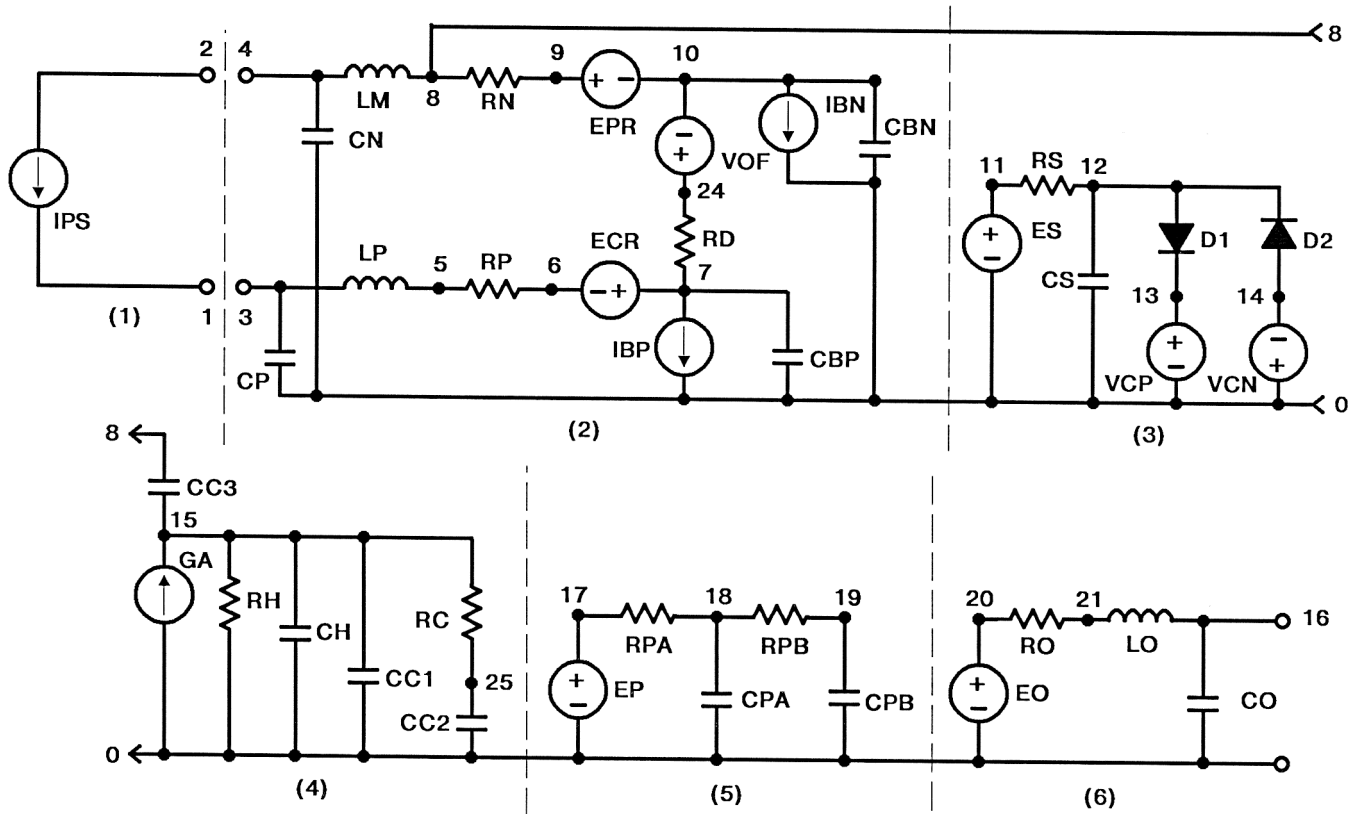 8
2 4
9
10
LM
8
RN
EPR
IBN
CBN
CN
VOF
11 RS 12
24
IPS
ES
D1
D2
LP
5
RP
6
ECR
RD
7
CS
13
14
(1)
1 3
IBP
CBP
CP
VCP
VCN
0
(2)
(3)
8
CC3
15
GA
RH
CH
CC1
RC
25
CC2
0
(4)
17
18
19
RPA
RPB
EP
CPA
CPB
(5)
20
21
16
RO
LO
EO
CO
(6)
+ -
-
+
- +
+
-
+
-
-
+
+
-
+
-